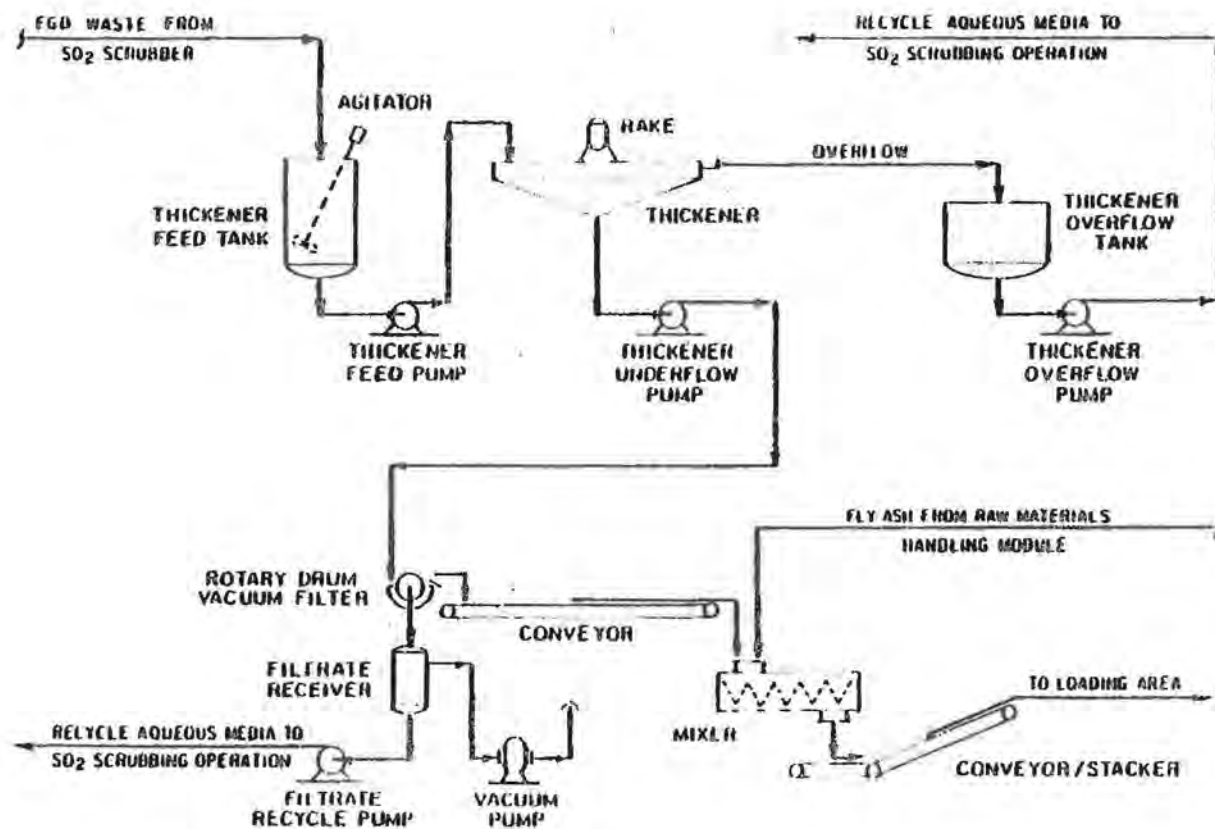 FGD WASTE FROM
SO2 SCRUBBER
RECYCLE AQUEOUS MEDIA TO
SO2 SCRUBBING OPERATION
AGITATOR
RAKE
OVERFLOW
THICKENER
FEED TANK
THICKENER
THICKENER
OVERFLOW
TANK
THICKENER
FEED PUMP
THICKENER
UNDERFLOW
PUMP
THICKENER
OVERFLOW
PUMP
FLY ASH FROM RAW MATERIALS
HANDLING MODULE
ROTARY DRUM
VACUUM FILTER
CONVEYOR
FILTRATE
RECEIVER
TO LOADING AREA
MIXER
RECYCLE AQUEOUS MEDIA TO
SO2 SCRUBBING OPERATION
CONVEYOR/STACKER
FILTRATE
RECYCLE PUMP
VACUUM
PUMP